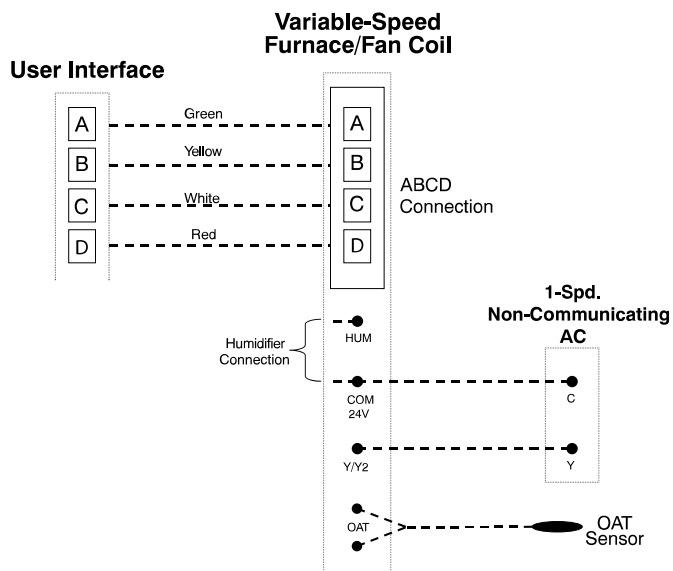 Variable-Speed
Furnace/Fan Coil
User Interface
A
Green
A
B
Yellow
B
C
White
C
D
Red
D
ABCD
Connection
1-Spd.
Non-Communicating
AC
Humidifier
Connection
HUM
COM
24V
C
Y/Y2
Y
OAT
OAT
Sensor